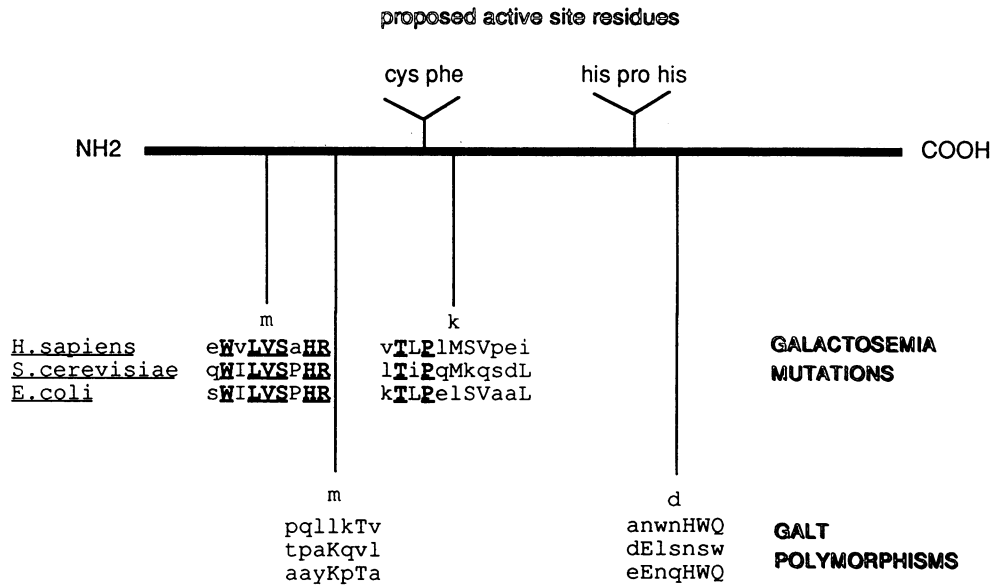 proposed active site residues
cys phe his pro his
NH2 COOH
m k
H.sapiens eWvLVSaHR vTLPlMSVpei GALACTOSEMIA
S.cerevisiae qWILVSPHR lTiPqMkqsdL MUTATIONS
E.coli sWILVSPHR kTLPelSVaaL
m d
pqllkTv anwnHWQ GALT
tpaKqvl dElsnsw POLYMORPHISMS
aayKpTa eEnqHWQ